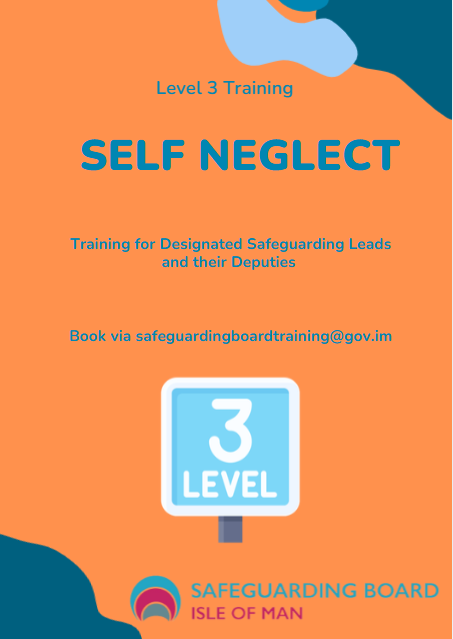 Level 3 Training
SELF NEGLECT
Training for Designated Safeguarding Leads
and their Deputies
Book via safeguardingboardtraining@gov.im
3
LEVEL
SAFEGUARDING BOARD
ISLE OF MAN